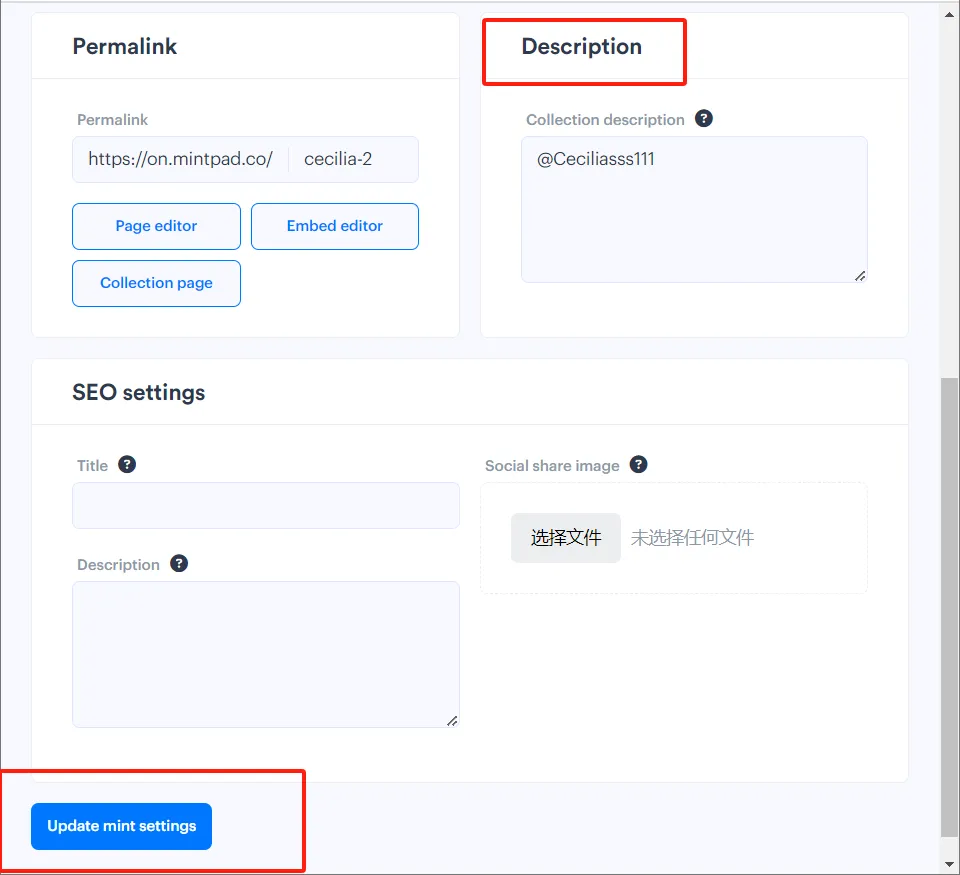 Permalink
Permalink
https://on.mintpad.co/ cecilia-2
Page editor
Embed editor
Collection page
Description
Collection description ?
@Ceciliasss111
SEO settings
Title ?
Description ?
Social share image ?
选择文件 未选择任何文件
Update mint settings